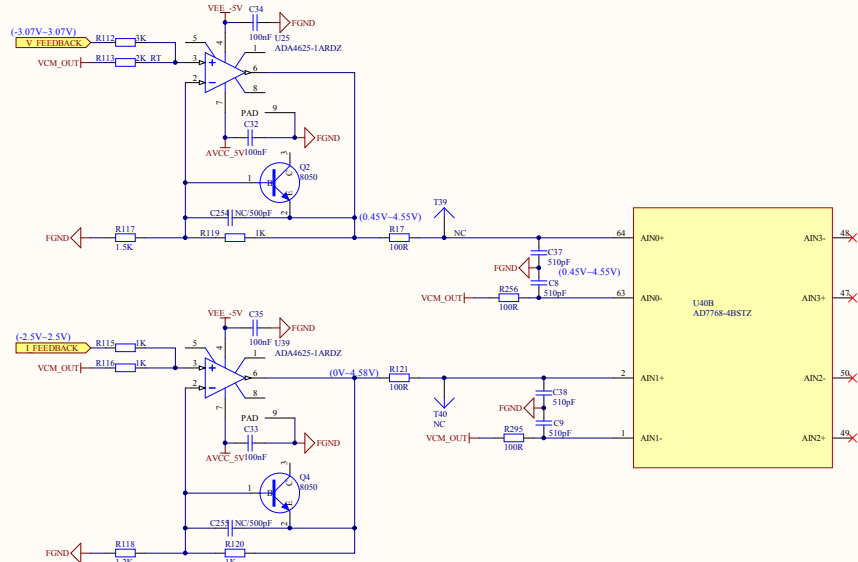 VEE_-5V
C34
100nF
FGND
U25
ADA4625-1ARDZ
(-3.07V~3.07V)
V_FEEDBACK
R112
3K
VCM_OUT
R113
2K_RT
5
4
1
3
6
2
8
7
PAD
9
C32
100nF
FGND
AVCC_5V
3
Q2
8050
1
B
C
E
2
C254
NC/500pF
(0.45V~4.55V)
FGND
R117
1.5K
R119
1K
R17
100R
T39
NC
C37
510pF
FGND
(0.45V~4.55V)
C8
510pF
VCM_OUT
R256
100R
64
AIN0+
63
AIN0-
U40B
AD7768-4BSTZ
AIN3-
48
AIN3+
47
VEE_-5V
C35
100nF
FGND
U39
ADA4625-1ARDZ
(-2.5V~2.5V)
I_FEEDBACK
R115
1K
VCM_OUT
R116
1K
5
4
1
3
6
2
8
7
(0V~4.58V)
R121
100R
T40
NC
C38
510pF
FGND
C9
510pF
VCM_OUT
R295
100R
2
AIN1+
1
AIN1-
AIN2-
50
AIN2+
49
PAD
9
C33
100nF
FGND
AVCC_5V
3
Q4
8050
1
B
C
E
2
C255
NC/500pF
FGND
R118
1.2K
R120
1K